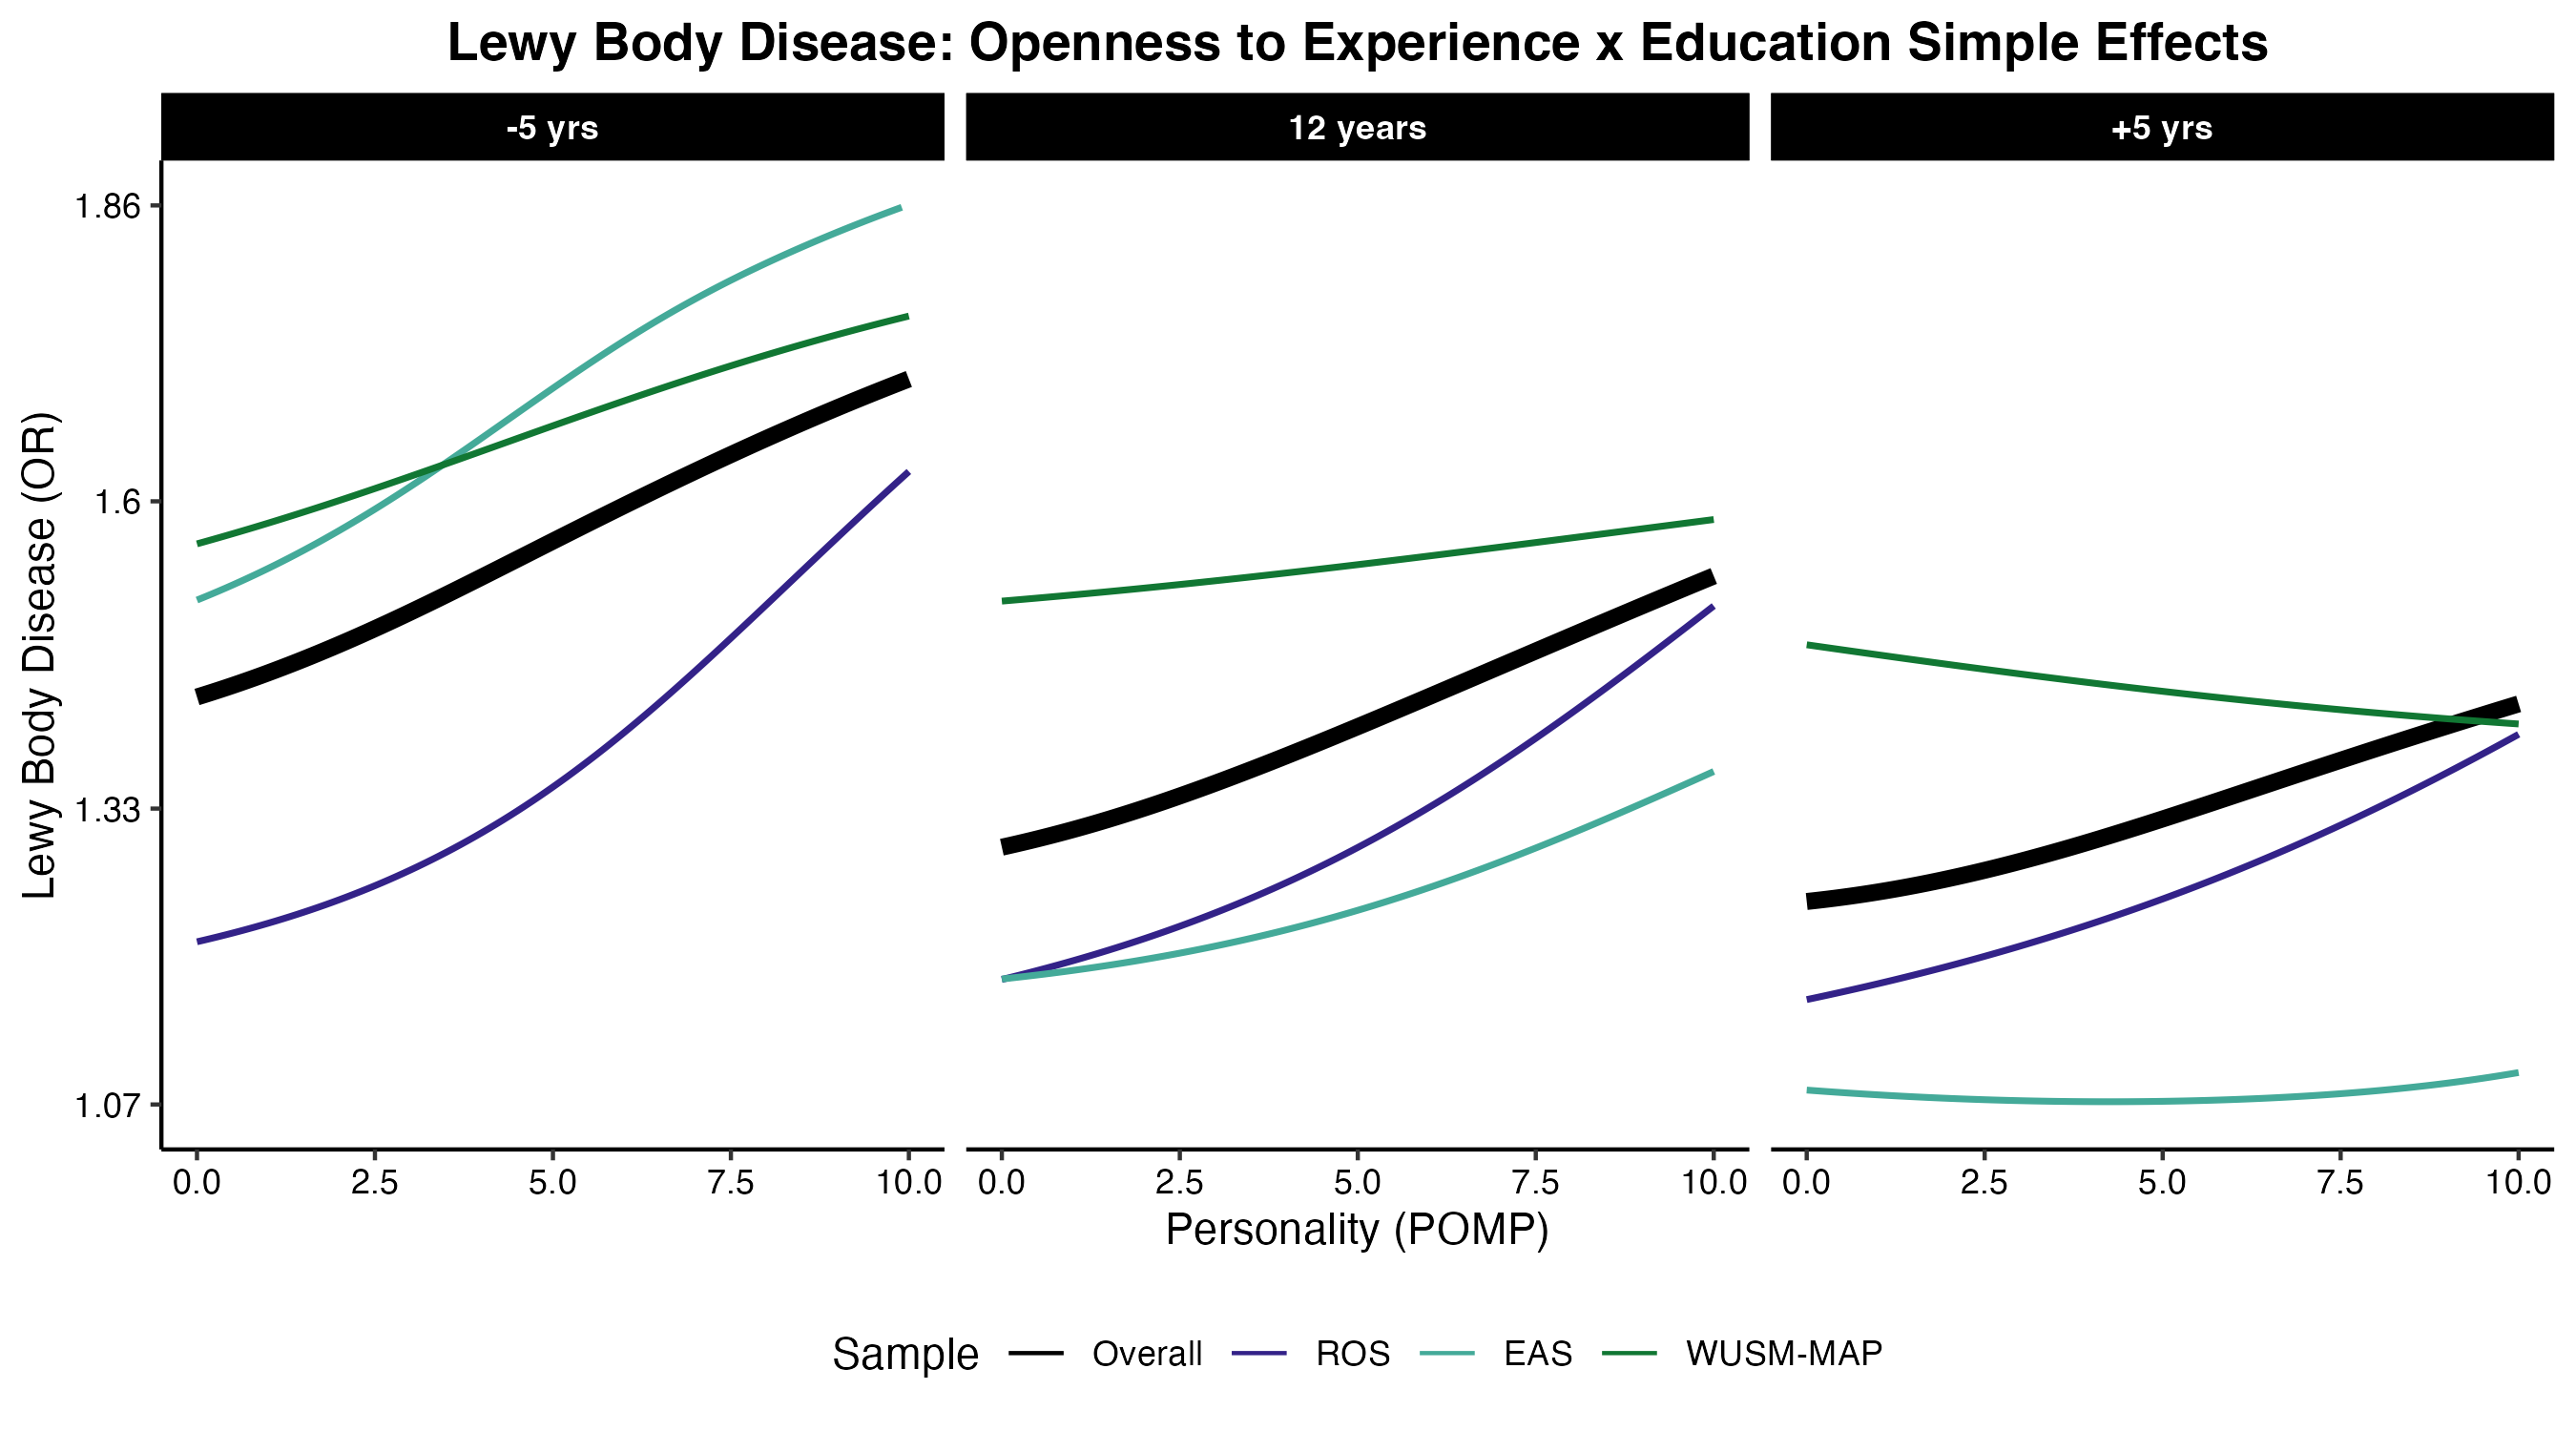 Lewy Body Disease: Openness to Experience x Education Simple Effects
-5 yrs
12 years
+5 yrs
Lewy Body Disease (OR)
1.86
1.6
1.33
1.07
0.0 2.5 5.0 7.5 10.0
0.0 2.5 5.0 7.5 10.0
0.0 2.5 5.0 7.5 10.0
Personality (POMP)
Sample Overall ROS EAS WUSM-MAP